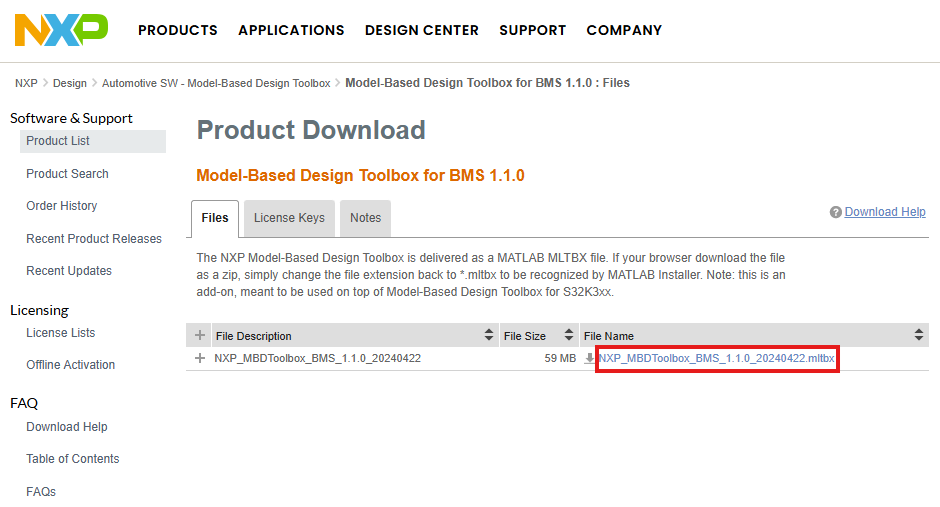 NXP
PRODUCTS APPLICATIONS DESIGN CENTER SUPPORT COMPANY
NXP > Design > Automotive SW - Model-Based Design Toolbox > Model-Based Design Toolbox for BMS 1.1.0 : Files
Software & Support
Product List
Product Search
Order History
Recent Product Releases
Recent Updates
Licensing
License Lists
Offline Activation
FAQ
Download Help
Table of Contents
FAQs
Product Download
Model-Based Design Toolbox for BMS 1.1.0
Files License Keys Notes
? Download Help
The NXP Model-Based Design Toolbox is delivered as a MATLAB MLTBX file. If your browser download the file
as a zip, simply change the file extension back to *.mltbx to be recognized by MATLAB Installer. Note: this is an
add-on, meant to be used on top of Model-Based Design Toolbox for S32K3xx.
+ File Description File Size File Name
+ NXP_MBDToolbox_BMS_1.1.0_20240422 59 MB NXP_MBDToolbox_BMS_1.1.0_20240422.mltbx